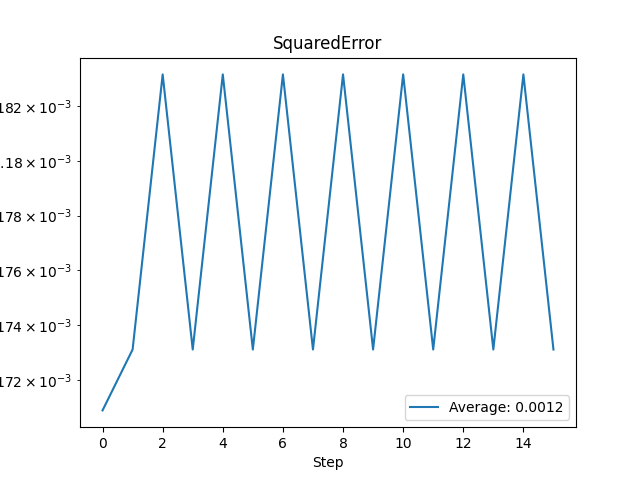 SquaredError
182 × 10⁻³
.18 × 10⁻³
178 × 10⁻³
176 × 10⁻³
174 × 10⁻³
172 × 10⁻³
Average: 0.0012
0 2 4 6 8 10 12 14
Step